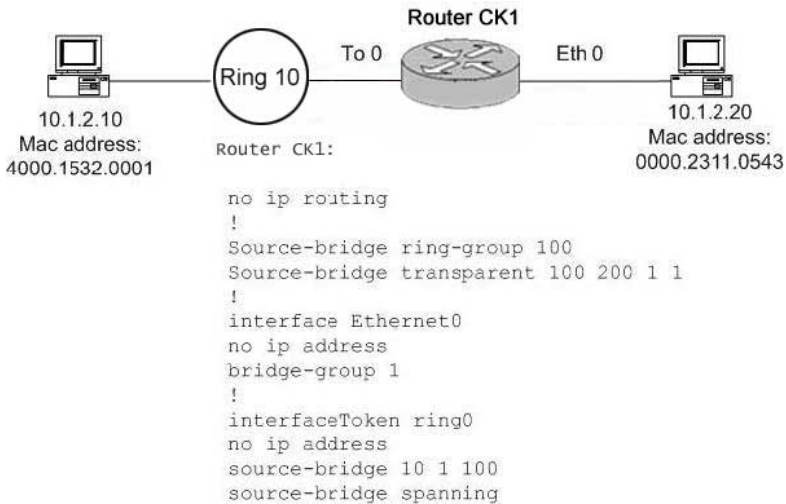 Router CK1
Ring 10
To 0
Eth 0
10.1.2.10
Mac address:
4000.1532.0001
10.1.2.20
Mac address:
0000.2311.0543
Router CK1:
no ip routing
!
Source-bridge ring-group 100
Source-bridge transparent 100 200 1 1
!
interface Ethernet0
no ip address
bridge-group 1
!
interfaceToken ring0
no ip address
source-bridge 10 1 100
source-bridge spanning